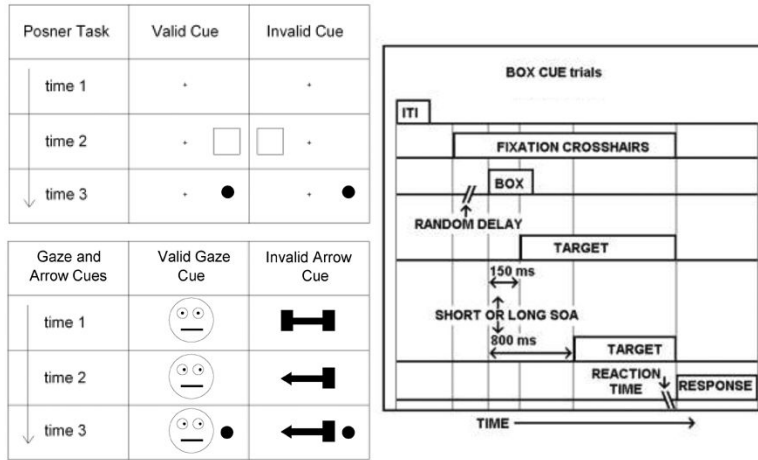 Posner Task Valid Cue Invalid Cue
time 1
time 2
time 3
Gaze and Arrow Cues Valid Gaze Cue Invalid Arrow Cue
time 1
time 2
time 3
BOX CUE trials
ITI
FIXATION CROSSHAIRS
BOX
RANDOM DELAY
TARGET
150 ms
SHORT OR LONG SOA
800 ms
TARGET
REACTION
TIME
RESPONSE
TIME